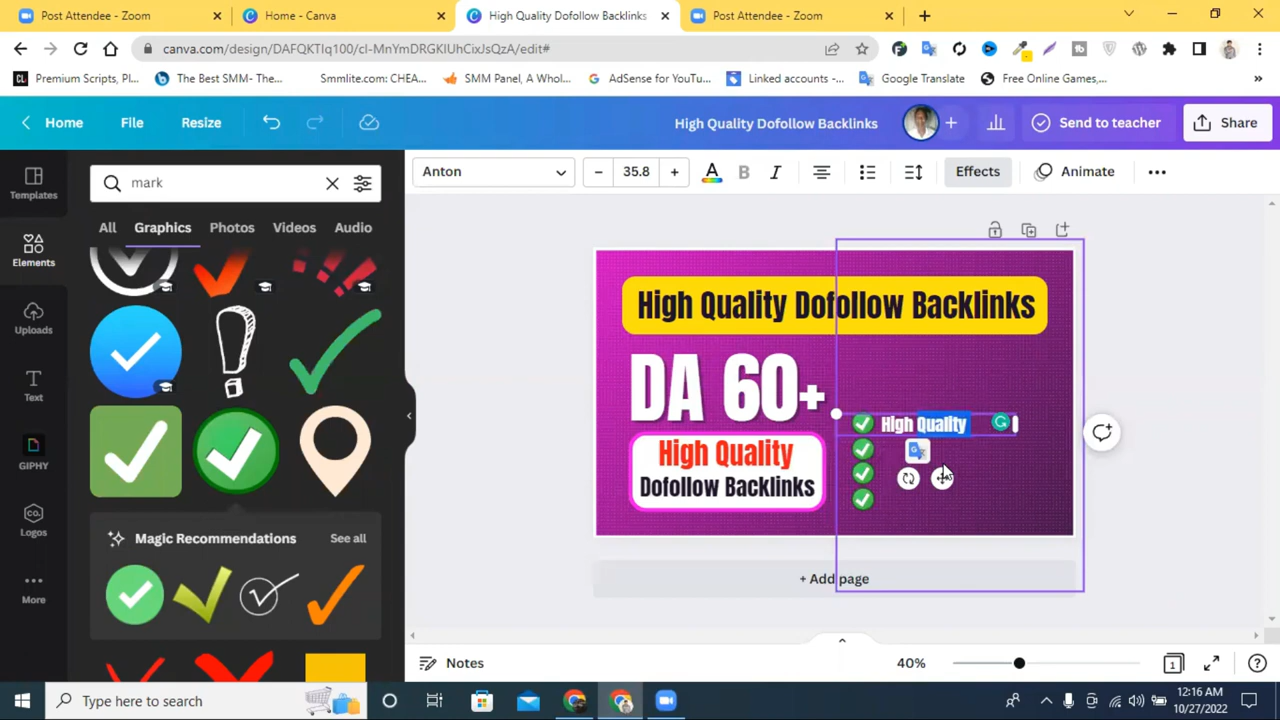 Post Attendee - Zoom
Home - Canva
High Quality Dofollow Backlinks
Post Attendee - Zoom
canva.com/design/DAFQKTIq100/cl-MnYmDRGKIUhCixJsQzA/edit#
Premium Scripts, Pl...
The Best SMM- The...
Smmlite.com: CHEA...
SMM Panel, A Whol...
AdSense for YouTu...
Linked accounts -...
Google Translate
Free Online Games,...
»
Home
File
Resize
High Quality Dofollow Backlinks
Send to teacher
Share
Templates
Elements
Uploads
Text
GIPHY
Logos
More
mark
All
Graphics
Photos
Videos
Audio
Magic Recommendations
See all
Anton
35.8
A
B
I
Effects
Animate
High Quality Dofollow Backlinks
DA 60+
High Quality
Dofollow Backlinks
High Quality
+ Add page
Notes
40%
1
Type here to search
12:16 AM
10/27/2022